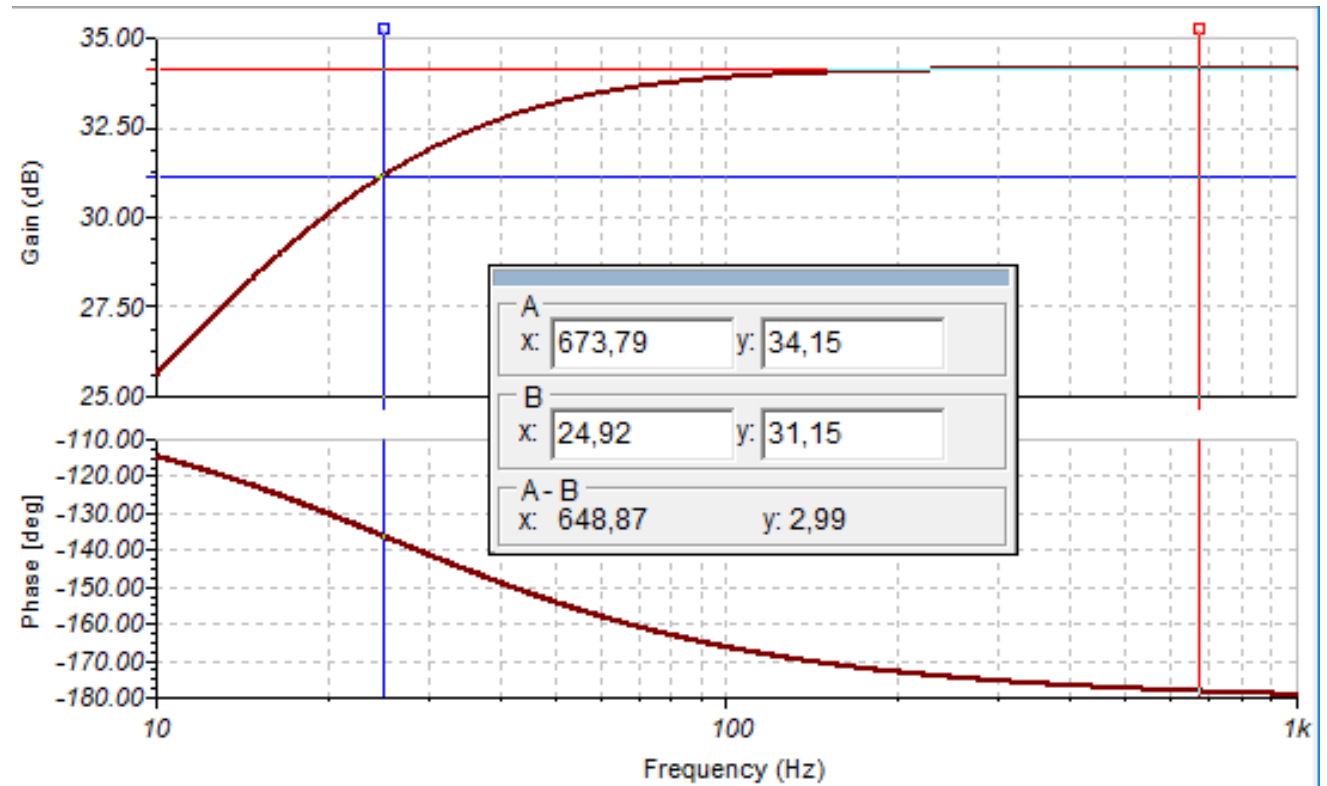 35.00
32.50
30.00
27.50
25.00
Gain (dB)
A
x: 673,79 y: 34,15
B
x: 24,92 y: 31,15
A - B
x: 648,87 y: 2,99
-110.00
-120.00
-130.00
-140.00
-150.00
-160.00
-170.00
-180.00
Phase [deg]
10 100 1k
Frequency (Hz)